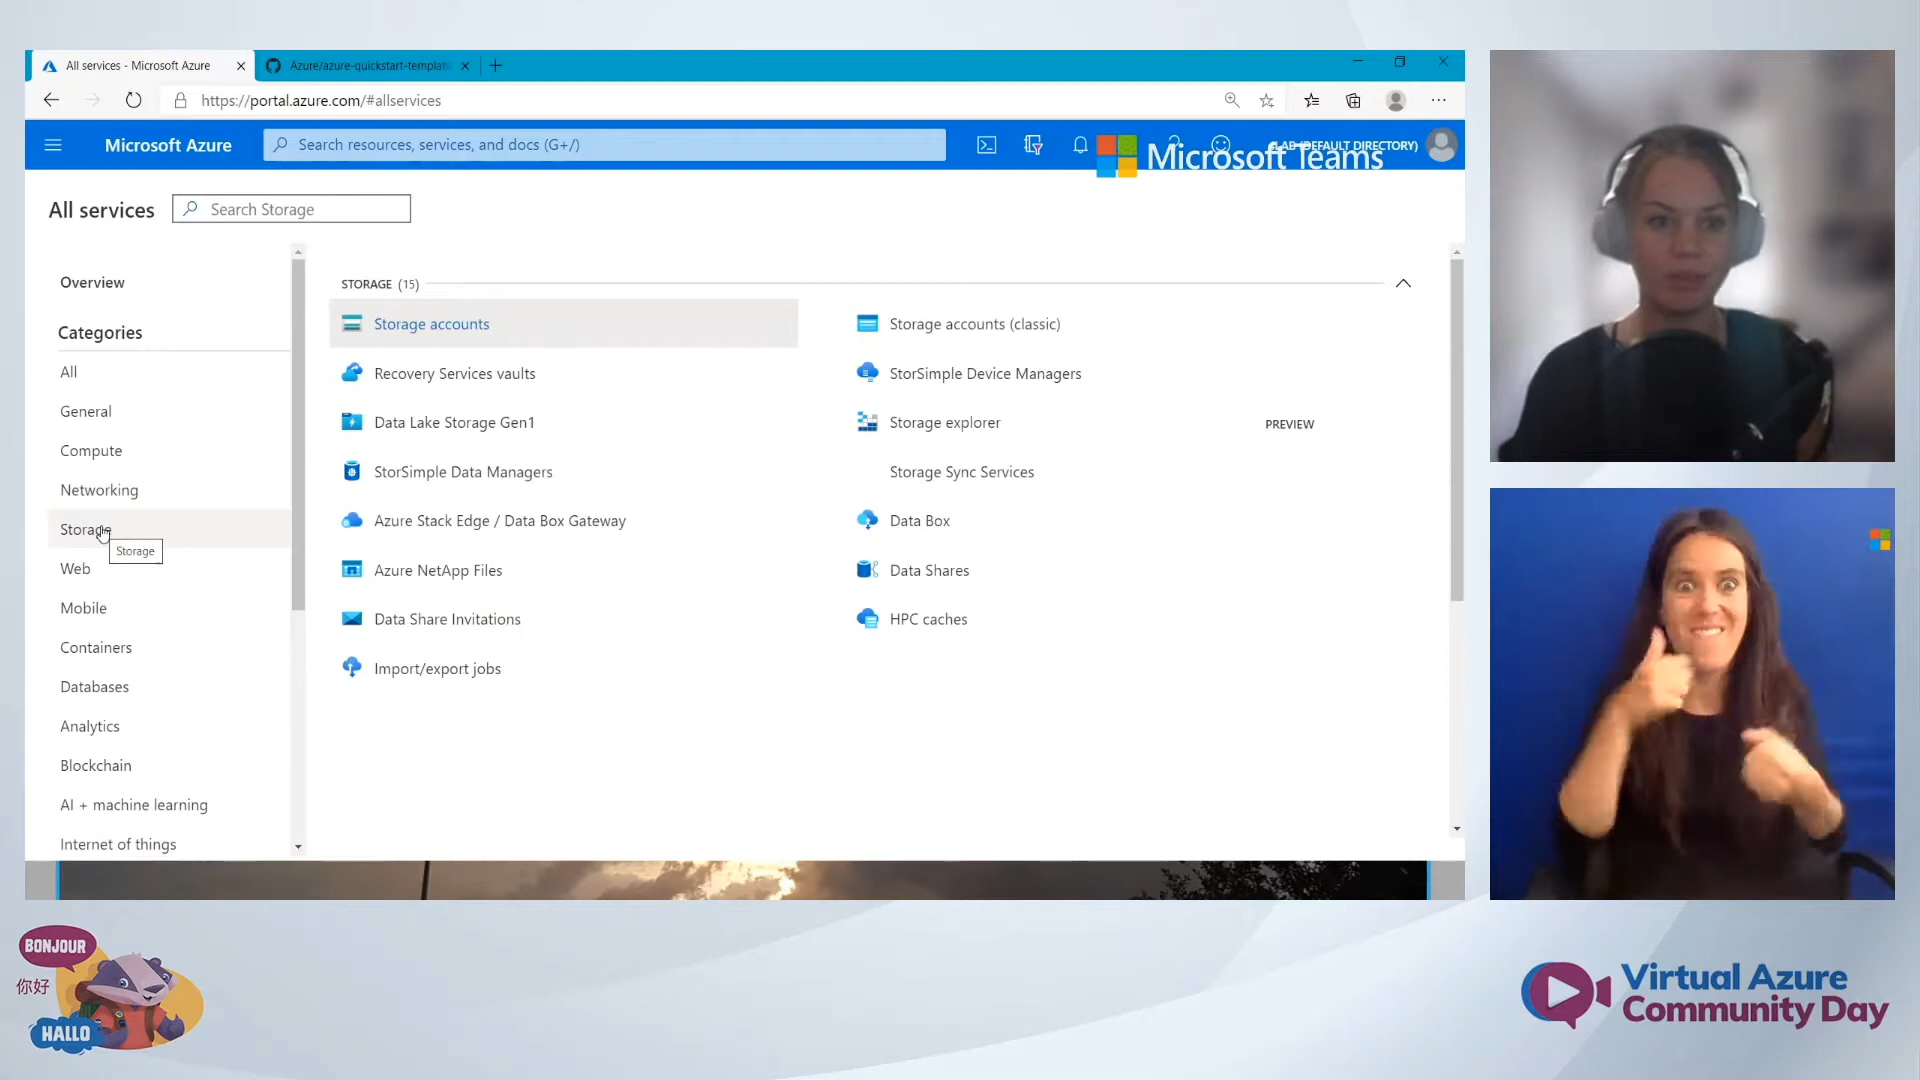 All services - Microsoft Azure
Azure/azure-quickstart-templat
https://portal.azure.com/#allservices
Microsoft Azure
Search resources, services, and docs (G+/)
Microsoft Teams
(DEFAULT DIRECTORY)
All services
Search Storage
Overview
Categories
All
General
Compute
Networking
Storage
Storage
Web
Mobile
Containers
Databases
Analytics
Blockchain
AI + machine learning
Internet of things
STORAGE (15)
Storage accounts
Storage accounts (classic)
Recovery Services vaults
StorSimple Device Managers
Data Lake Storage Gen1
Storage explorer
PREVIEW
StorSimple Data Managers
Storage Sync Services
Azure Stack Edge / Data Box Gateway
Data Box
Azure NetApp Files
Data Shares
Data Share Invitations
HPC caches
Import/export jobs
BONJOUR
你好
HALLO
Virtual Azure
Community Day